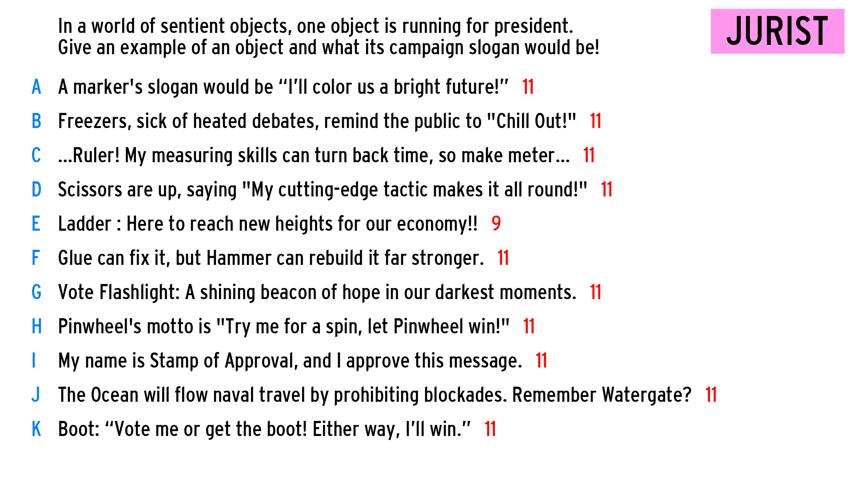 In a world of sentient objects, one object is running for president.
Give an example of an object and what its campaign slogan would be!
JURIST
A A marker's slogan would be “I’ll color us a bright future!” 11
B Freezers, sick of heated debates, remind the public to "Chill Out!" 11
C ...Ruler! My measuring skills can turn back time, so make meter... 11
D Scissors are up, saying "My cutting-edge tactic makes it all round!" 11
E Ladder : Here to reach new heights for our economy!! 9
F Glue can fix it, but Hammer can rebuild it far stronger. 11
G Vote Flashlight: A shining beacon of hope in our darkest moments. 11
H Pinwheel's motto is "Try me for a spin, let Pinwheel win!" 11
I My name is Stamp of Approval, and I approve this message. 11
J The Ocean will flow naval travel by prohibiting blockades. Remember Watergate? 11
K Boot: “Vote me or get the boot! Either way, I’ll win.” 11